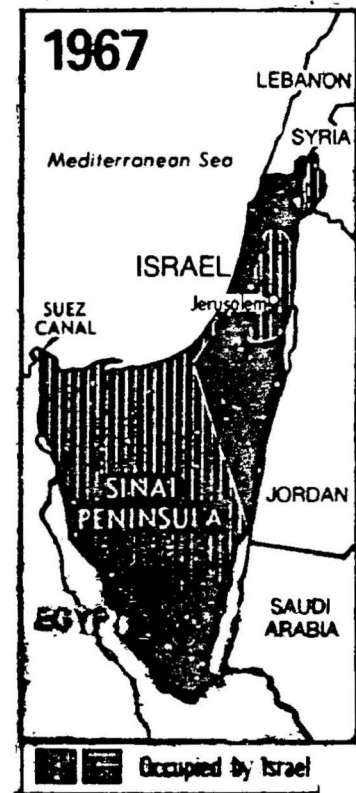 1967
LEBANON
SYRIA
Mediterranean Sea
ISRAEL
Jerusalem
SUEZ
CANAL
SINAI
PENINSULA
JORDAN
EGYPT
SAUDI
ARABIA
Occupied by Israel